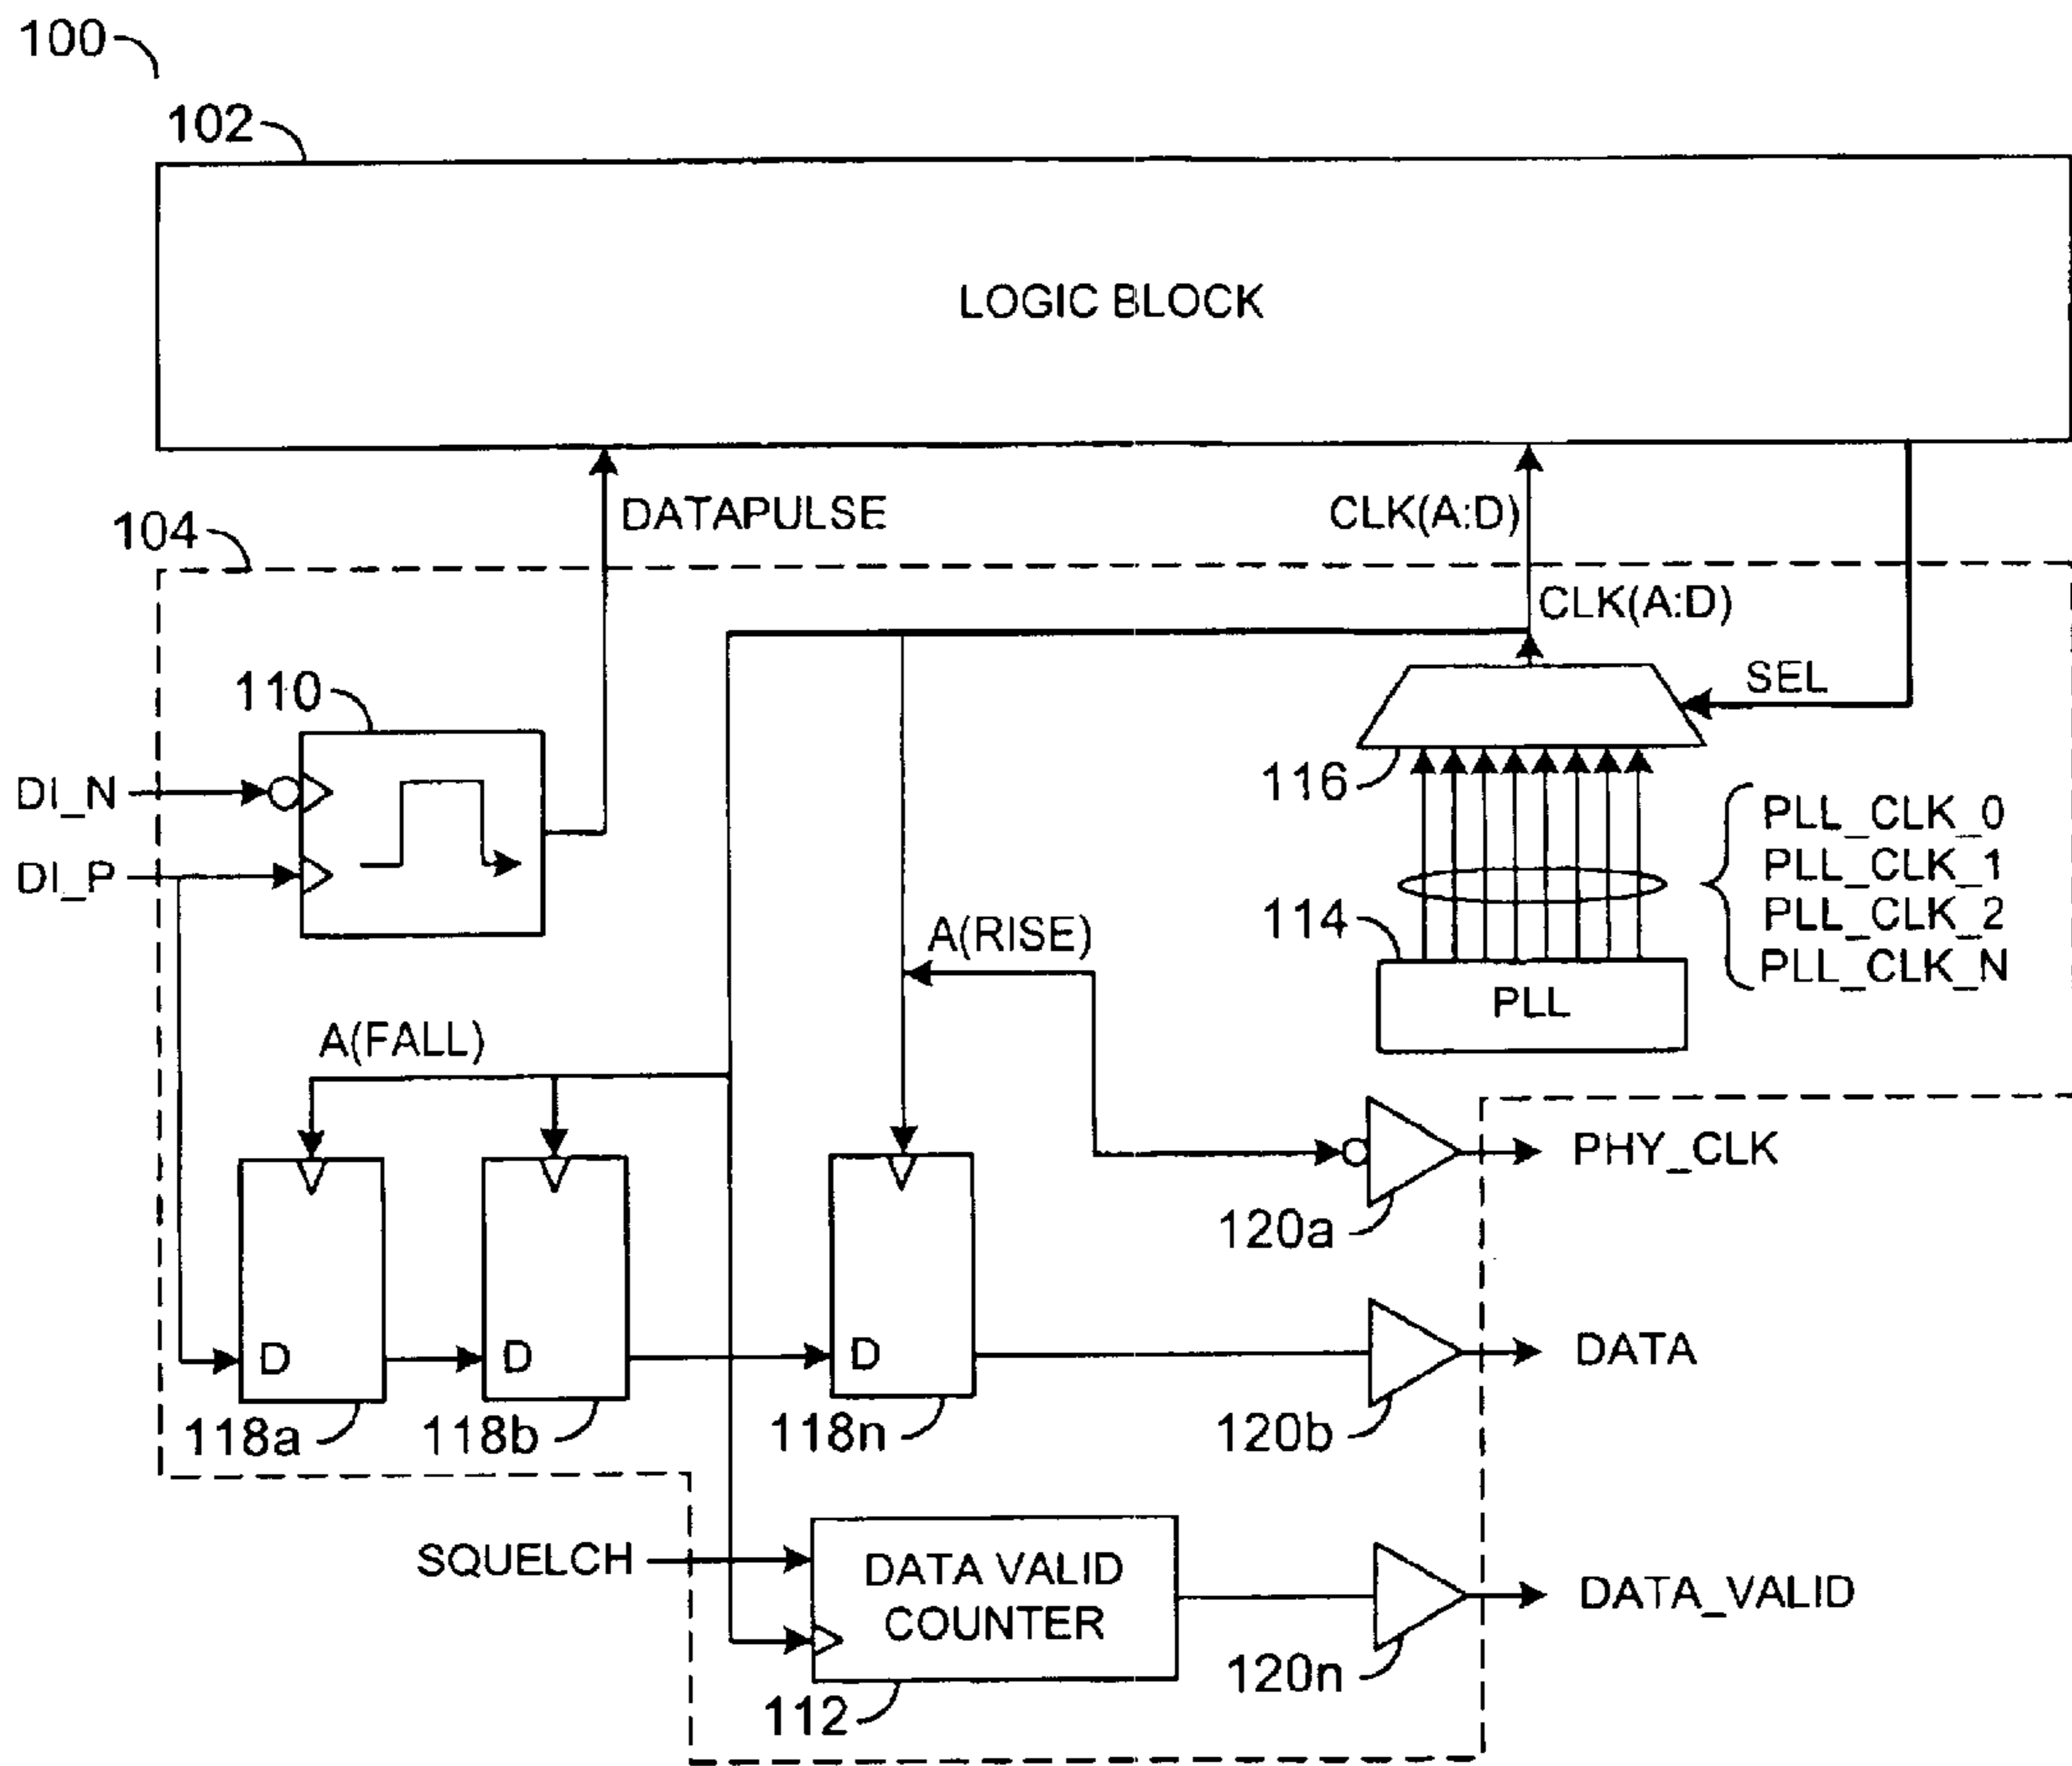 100
102
LOGIC BLOCK
DATAPULSE
CLK(A:D)
104
CLK(A:D)
110
SEL
DI_N
116
PLL_CLK_0
DI_P
PLL_CLK_1
114
A(RISE)
PLL_CLK_2
PLL_CLK_N
PLL
A(FALL)
PHY_CLK
120a
D
D
D
DATA
118a
118b
118n
120b
SQUELCH
DATA VALID
COUNTER
DATA_VALID
120n
112